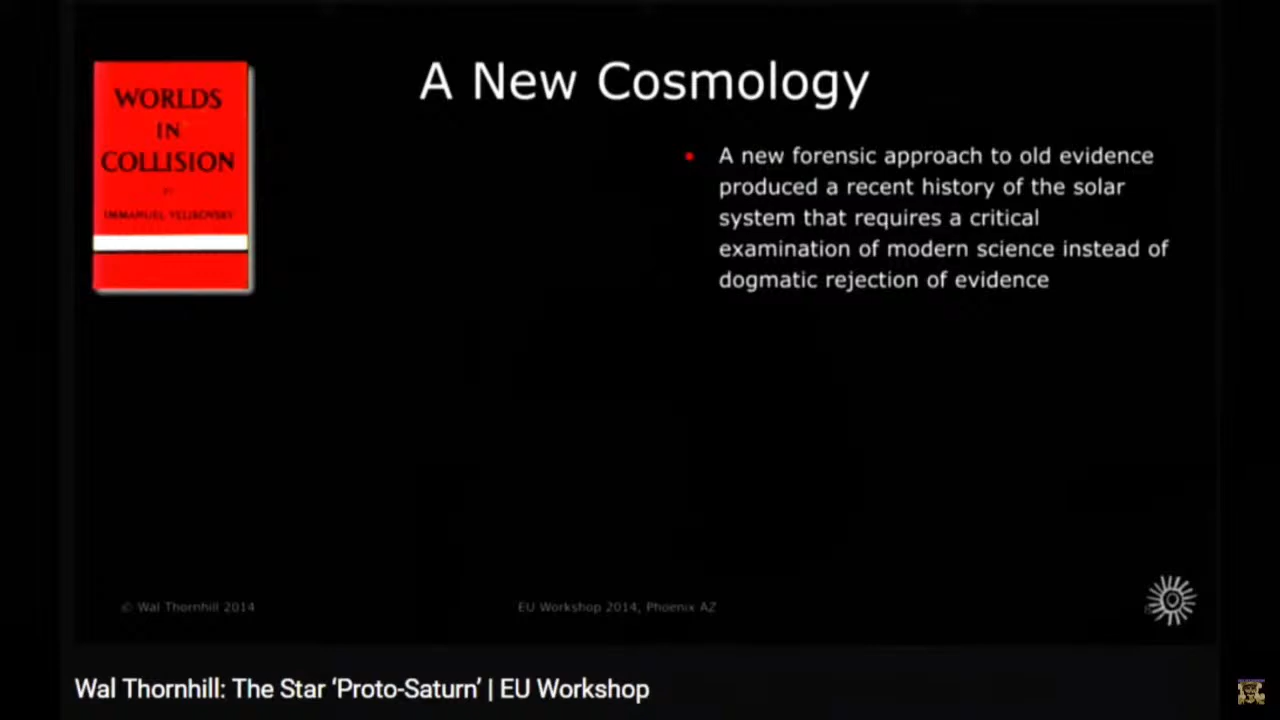 A New Cosmology
WORLDS
IN
COLLISION
BY
IMMANUEL VELIKOVSKY
• A new forensic approach to old evidence
produced a recent history of the solar
system that requires a critical
examination of modern science instead of
dogmatic rejection of evidence
© Wal Thornhill 2014
EU Workshop 2014, Phoenix AZ
Wal Thornhill: The Star ‘Proto-Saturn’ | EU Workshop